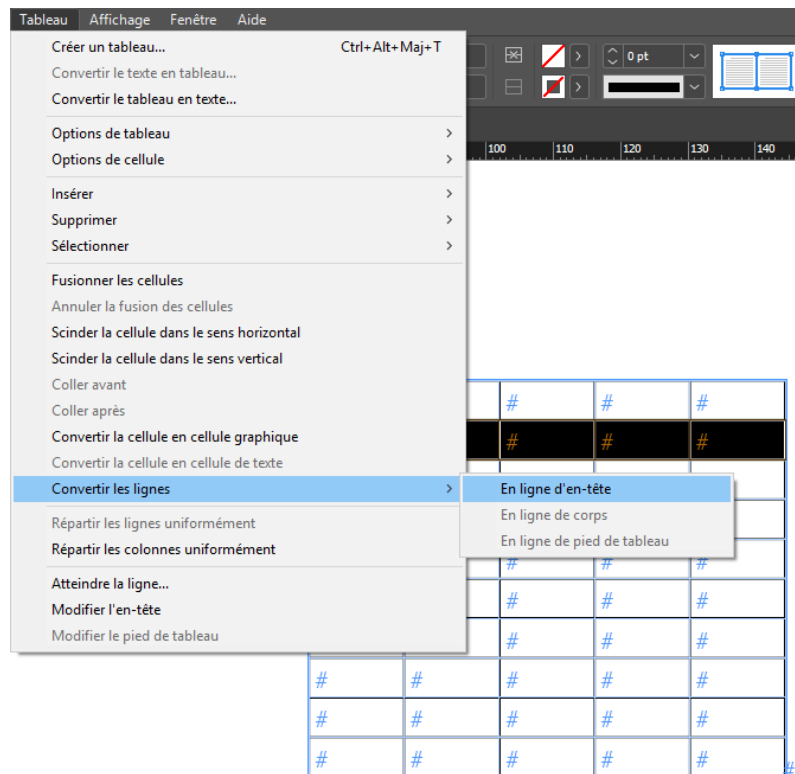 Tableau Affichage Fenêtre Aide
Créer un tableau... Ctrl+Alt+Maj+T
Convertir le texte en tableau...
Convertir le tableau en texte...
0 pt
Options de tableau
Options de cellule
100 110 120 130 140
Insérer
Supprimer
Sélectionner
Fusionner les cellules
Annuler la fusion des cellules
Scinder la cellule dans le sens horizontal
Scinder la cellule dans le sens vertical
Coller avant
Coller après
# # #
Convertir la cellule en cellule graphique
# # #
Convertir la cellule en cellule de texte
Convertir les lignes
En ligne d'en-tête
En ligne de corps
En ligne de pied de tableau
Répartir les lignes uniformément
Répartir les colonnes uniformément
# # #
Atteindre la ligne...
Modifier l'en-tête
# # #
Modifier le pied de tableau
# # #
# # # # #
# # # # #
# # # # #
#